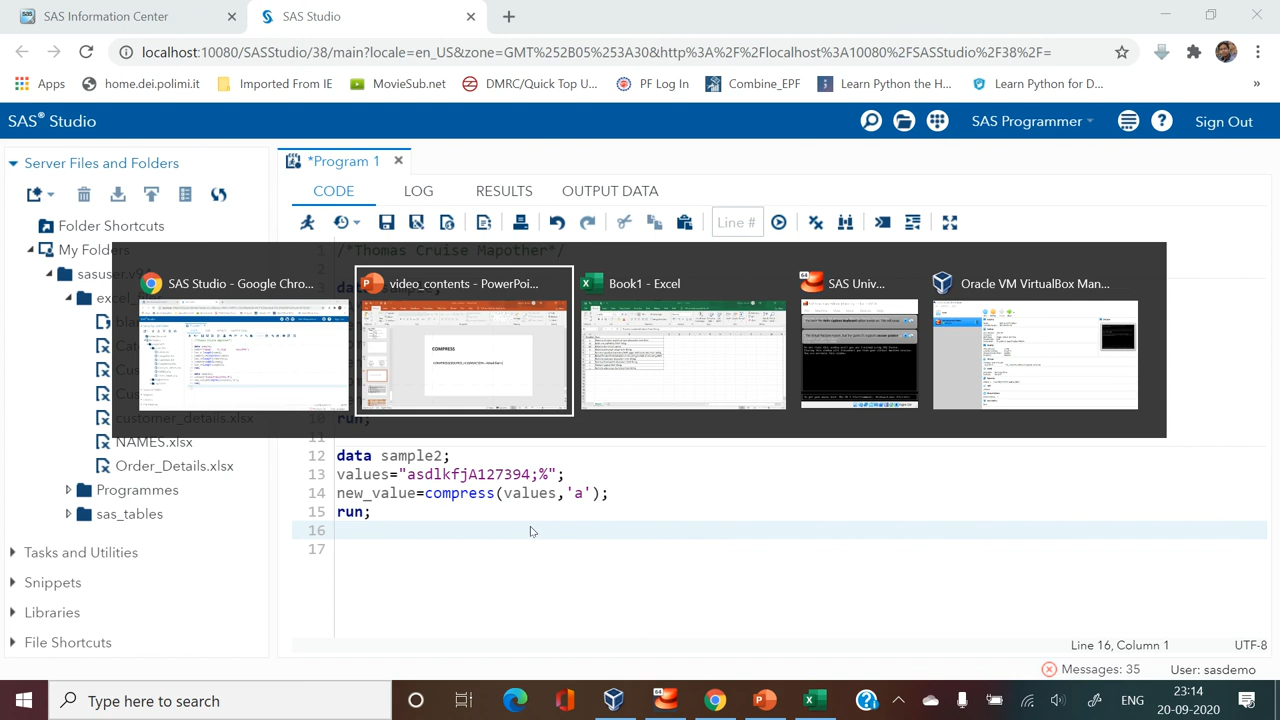 SAS Information Center
SAS Studio
localhost:10080/SASStudio/38/main?locale=en_US&zone=GMT%252B05%253A30&http%3A%2F%2Flocalhost%3A10080%2FSASStudio%2F38%2F=
Apps
home.dei.polimi.it
Imported From IE
MovieSub.net
DMRC/Quick Top U...
PF Log In
Combine_EPF
Learn Python the H...
Learn Python for D...
»
SAS® Studio
SAS Programmer
Sign Out
Server Files and Folders
*Program 1
CODE
LOG
RESULTS
OUTPUT DATA
Line #
Folder Shortcuts
My Folders
1 /*Thomas Cruise Mapother*/
SAS Studio - Google Chro...
video_contents - PowerPoi...
Book1 - Excel
SAS Univ...
Oracle VM VirtualBox Man...
COMPRESS
customer_details.xlsx
run;
NAMES.xlsx
11
Order_Details.xlsx
12 data sample2;
13 values="asdlkfjA127394;%";
Programmes
14 new_value=compress(values,'a');
sas_tables
15 run;
16
17
Tasks and Utilities
Snippets
Libraries
File Shortcuts
Line 16, Column 1
UTF-8
Messages: 35
User: sasdemo
Type here to search
ENG
23:14
20-09-2020